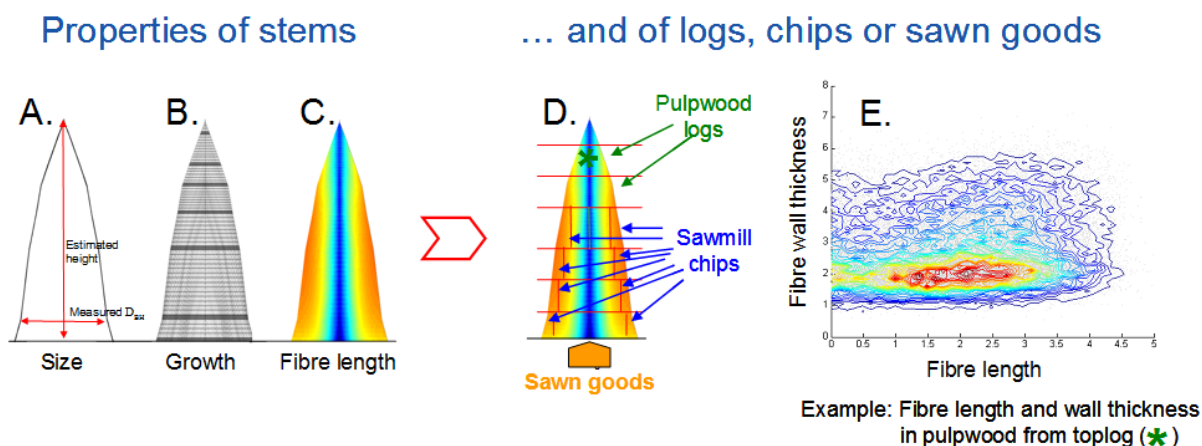 Properties of stems
... and of logs, chips or sawn goods
A.
B.
C.
Estimated
height
Measured D_BH
Size
Growth
Fibre length
D.
Pulpwood
logs
Sawmill
chips
Sawn goods
E.
Fibre wall thickness
8
7
6
5
4
3
2
1
0
0 0.5 1 1.5 2 2.5 3 3.5 4 4.5 5
Fibre length
Example: Fibre length and wall thickness
in pulpwood from toplog (*)